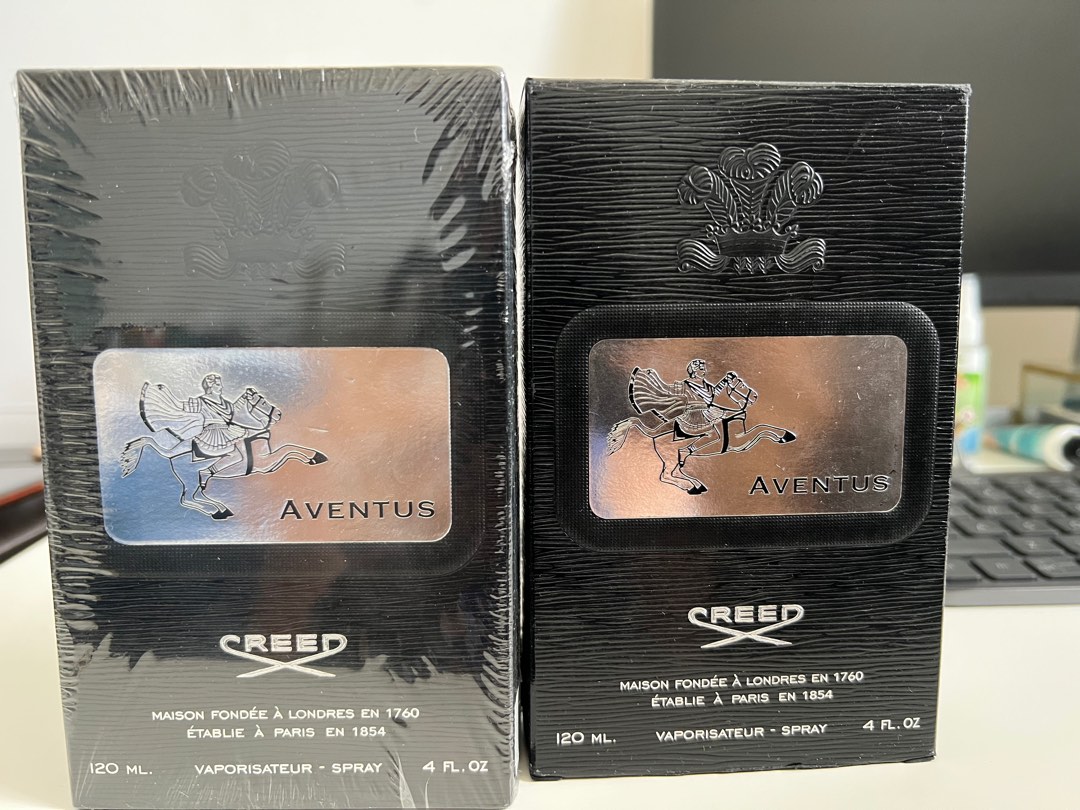 AVENTUS
CREED
MAISON FONDÉE À LONDRES EN 1760
ÉTABLIE À PARIS EN 1854
120 ML. VAPORISATEUR - SPRAY 4 FL. OZ
AVENTUS
CREED
MAISON FONDÉE À LONDRES EN 1760
ÉTABLIE À PARIS EN 1854
120 ML. VAPORISATEUR - SPRAY 4 FL. OZ